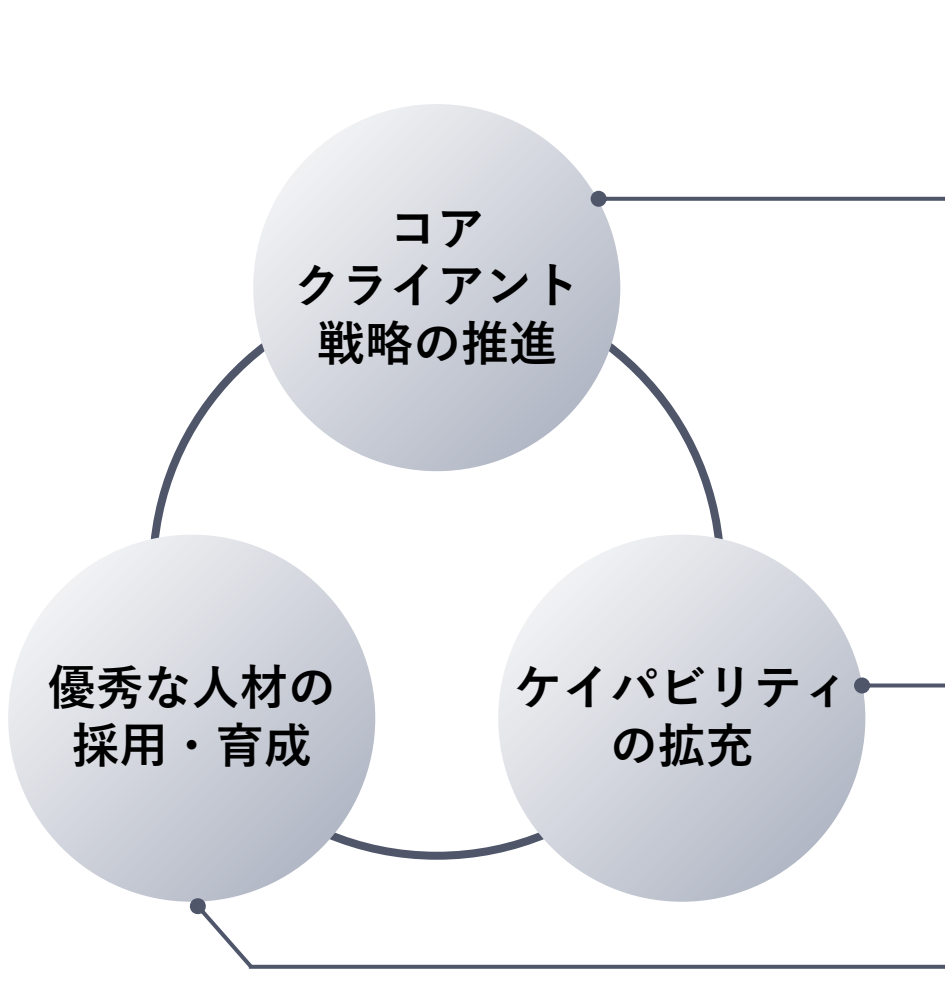 コア
クライアント
戦略の推進
優秀な人材の
採用・育成
ケイパビリティ
の拡充